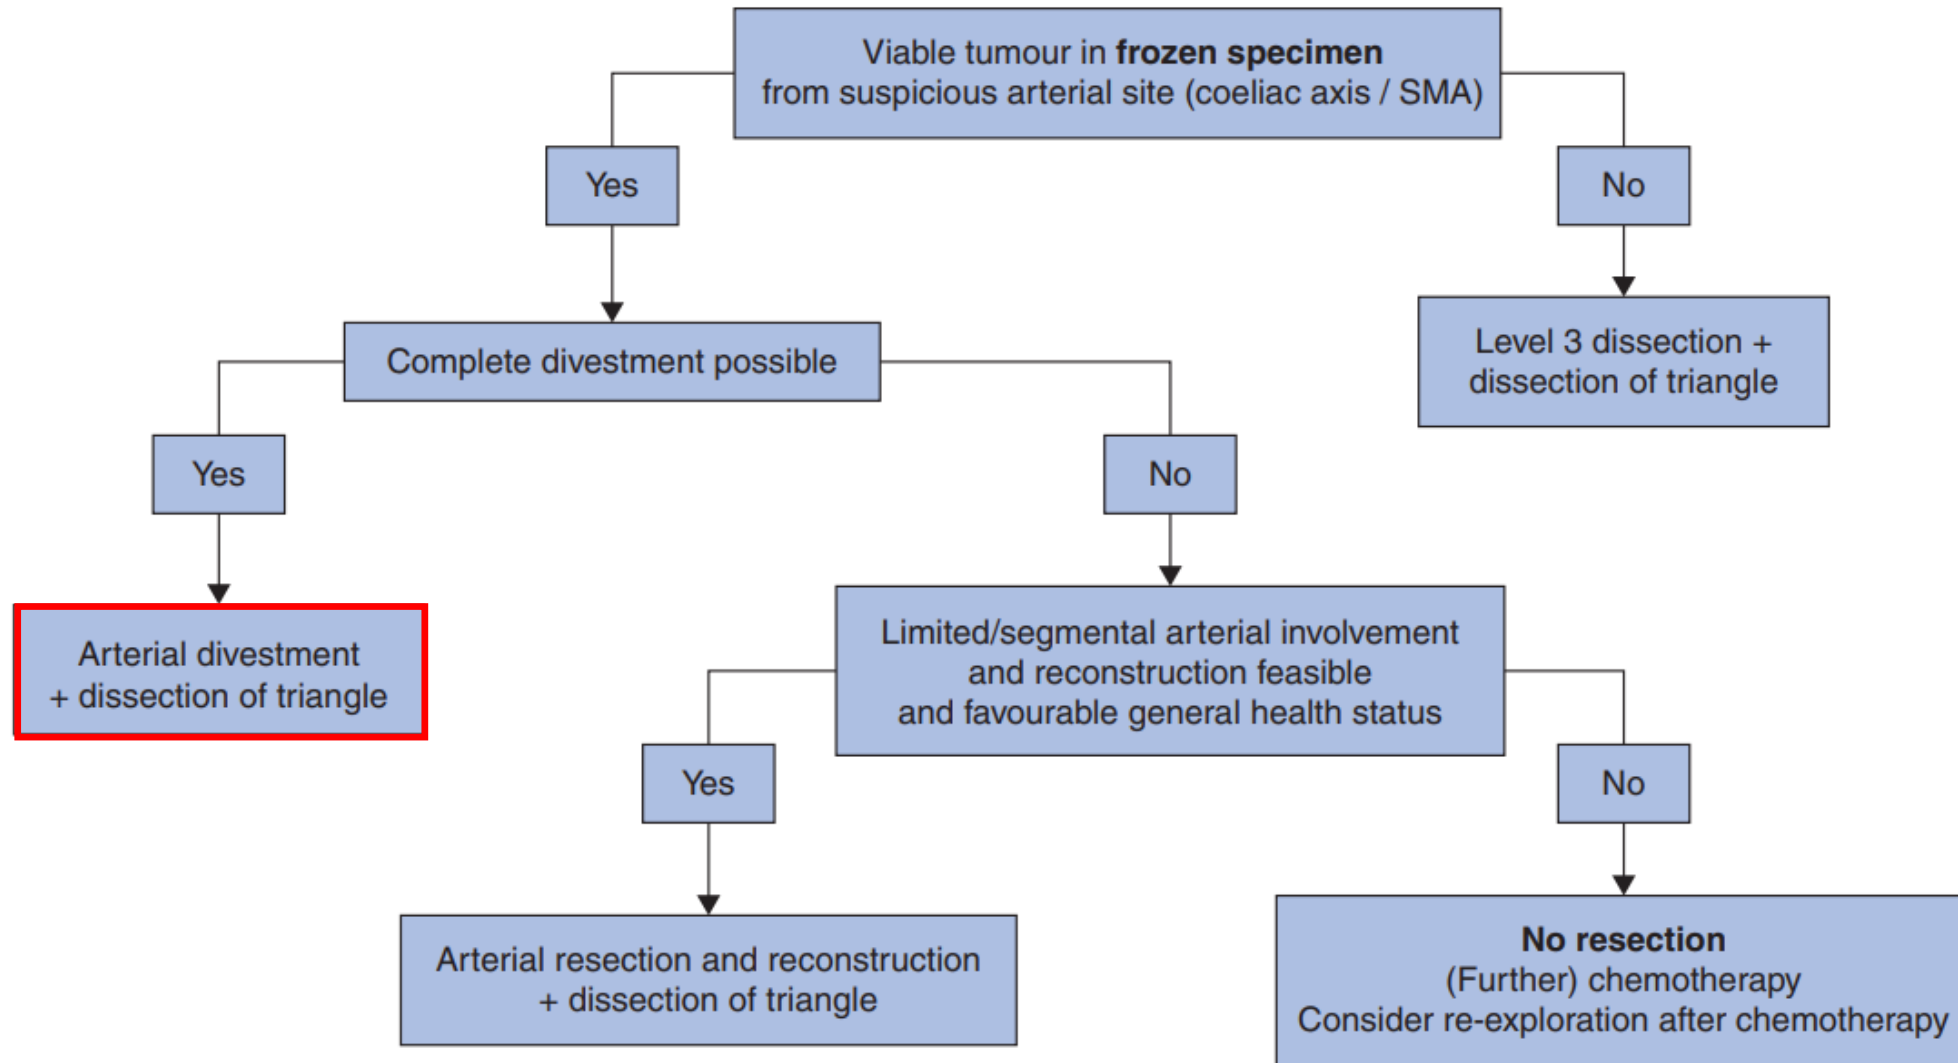 Viable tumour in frozen specimen
from suspicious arterial site (coeliac axis / SMA)
Yes
No
Complete divestment possible
Level 3 dissection +
dissection of triangle
Yes
No
Arterial divestment
+ dissection of triangle
Limited/segmental arterial involvement
and reconstruction feasible
and favourable general health status
Yes
No
Arterial resection and reconstruction
+ dissection of triangle
No resection
(Further) chemotherapy
Consider re-exploration after chemotherapy